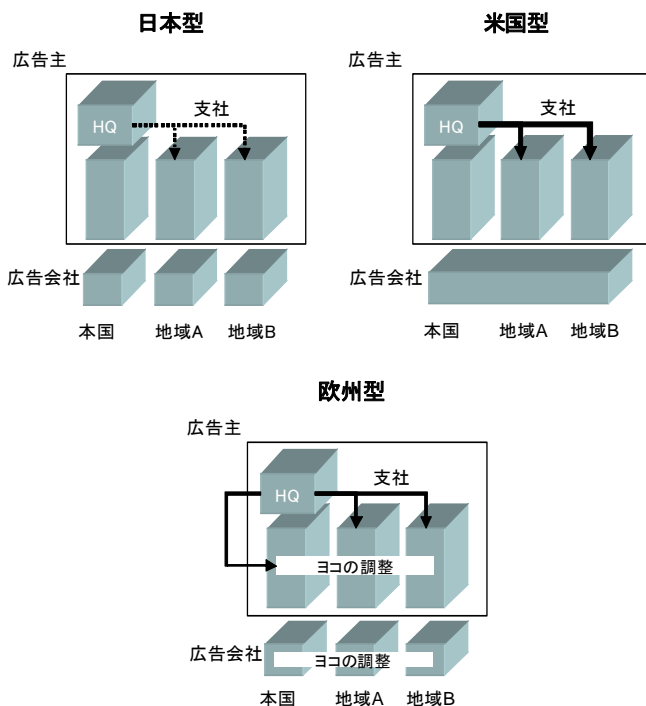 日本型
広告主
支社
HQ
広告会社
本国 地域A 地域B
米国型
広告主
支社
HQ
広告会社
本国 地域A 地域B
欧州型
広告主
支社
HQ
ヨコの調整
広告会社
ヨコの調整
本国 地域A 地域B